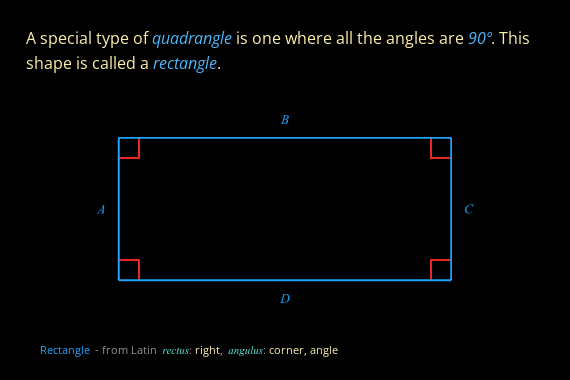 A special type of quadrangle is one where all the angles are 90°. This
shape is called a rectangle.
B
A
C
D
Rectangle - from Latin rectus: right, angulus: corner, angle